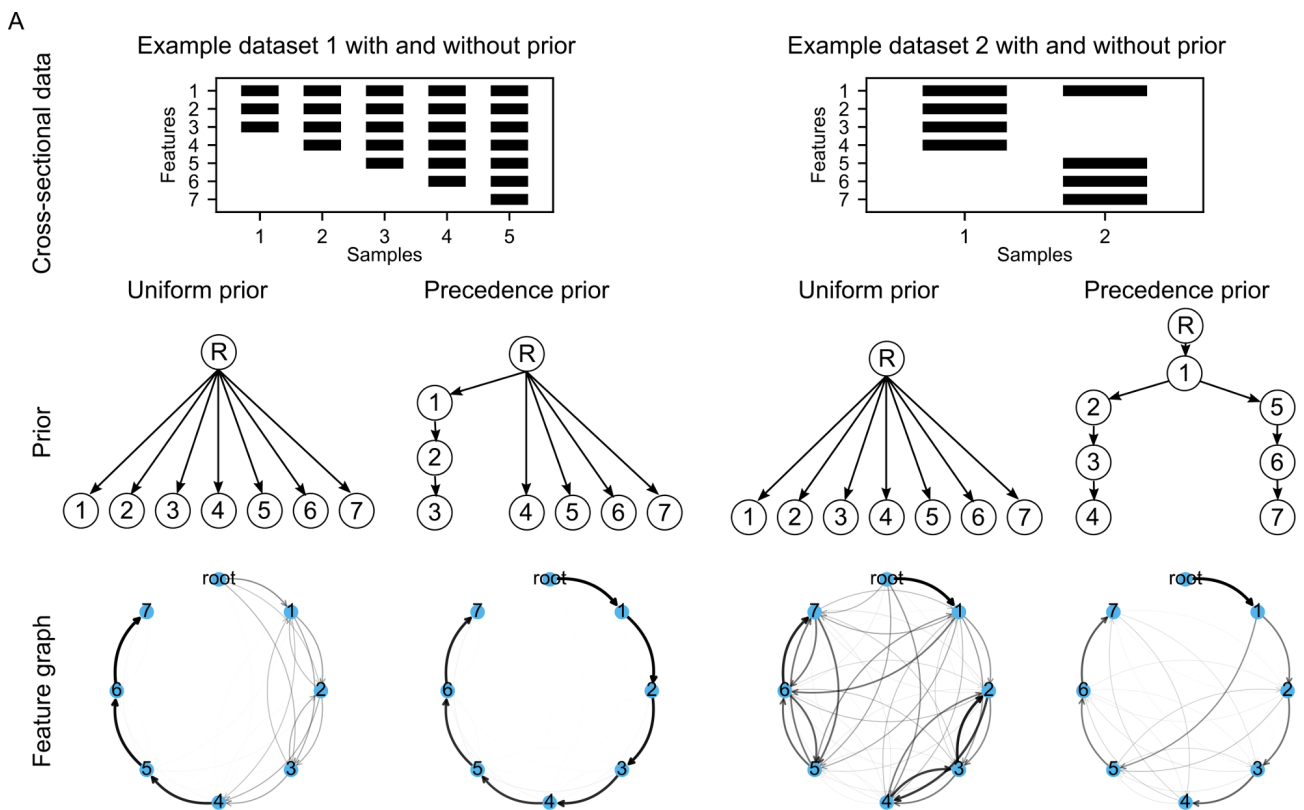 A
Example dataset 1 with and without prior
Example dataset 2 with and without prior
Cross-sectional data
Features
1
2
3
4
5
6
7
1 2 3 4 5
Samples
Features
1
2
3
4
5
6
7
1 2
Samples
Uniform prior
Precedence prior
Uniform prior
Precedence prior
Prior
R
1 2 3 4 5 6 7
R
1
2
3 4 5 6 7
R
1 2 3 4 5 6 7
R
1
2 5
3 6
4 7
Feature graph
root
7 1
6 2
5 3
4
root
7 1
6 2
5 3
4
root
7 1
6 2
5 3
4
root
7 1
6 2
5 3
4